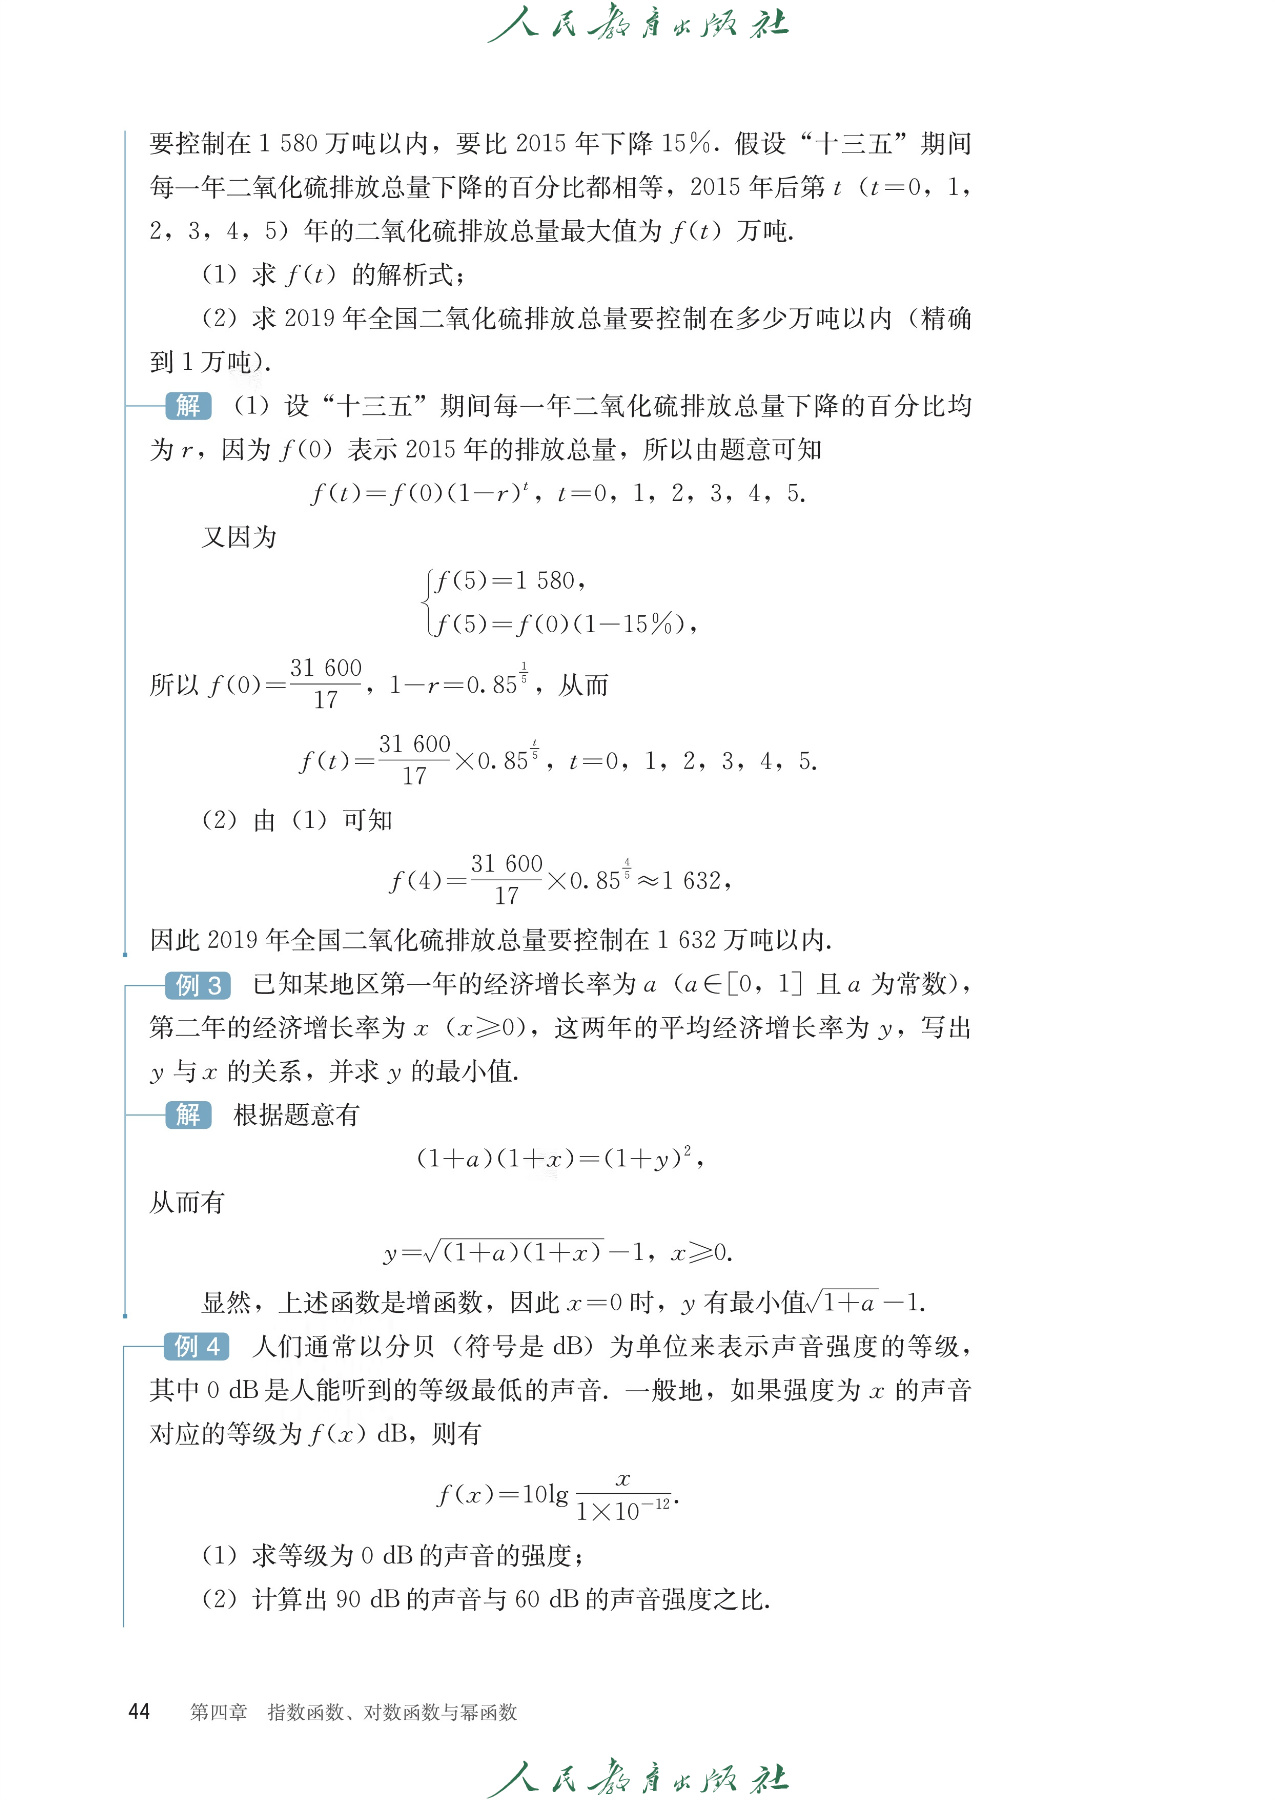 人民教育出版社
要控制在 1 580 万吨以内，要比 2015 年下降 15%. 假设“十三五”期间
每一年二氧化硫排放总量下降的百分比都相等，2015 年后第 t（t=0，1，
2，3，4，5）年的二氧化硫排放总量最大值为 f(t) 万吨.
（1）求 f(t) 的解析式；
（2）求 2019 年全国二氧化硫排放总量要控制在多少万吨以内（精确
到 1 万吨）.
解 （1）设“十三五”期间每一年二氧化硫排放总量下降的百分比均
为 r，因为 f(0) 表示 2015 年的排放总量，所以由题意可知
f(t)=f(0)(1−r)^t，t=0，1，2，3，4，5.
又因为
{f(5)=1 580，
f(5)=f(0)(1−15%)，
所以 f(0)=31 600/17，1−r=0.85^(1/5)，从而
f(t)=31 600/17×0.85^(t/5)，t=0，1，2，3，4，5.
（2）由（1）可知
f(4)=31 600/17×0.85^(4/5)≈1 632，
因此 2019 年全国二氧化硫排放总量要控制在 1 632 万吨以内.
例 3 已知某地区第一年的经济增长率为 a（a∈[0，1] 且 a 为常数），
第二年的经济增长率为 x（x⩾0），这两年的平均经济增长率为 y，写出
y 与 x 的关系，并求 y 的最小值.
解 根据题意有
(1+a)(1+x)=(1+y)²，
从而有
y=√((1+a)(1+x))−1，x⩾0.
显然，上述函数是增函数，因此 x=0 时，y 有最小值√(1+a)−1.
例 4 人们通常以分贝（符号是 dB）为单位来表示声音强度的等级，
其中 0 dB 是人能听到的等级最低的声音. 一般地，如果强度为 x 的声音
对应的等级为 f(x) dB，则有
f(x)=10lg x/(1×10⁻¹²).
（1）求等级为 0 dB 的声音的强度；
（2）计算出 90 dB 的声音与 60 dB 的声音强度之比.
44 第四章 指数函数、对数函数与幂函数
人民教育出版社